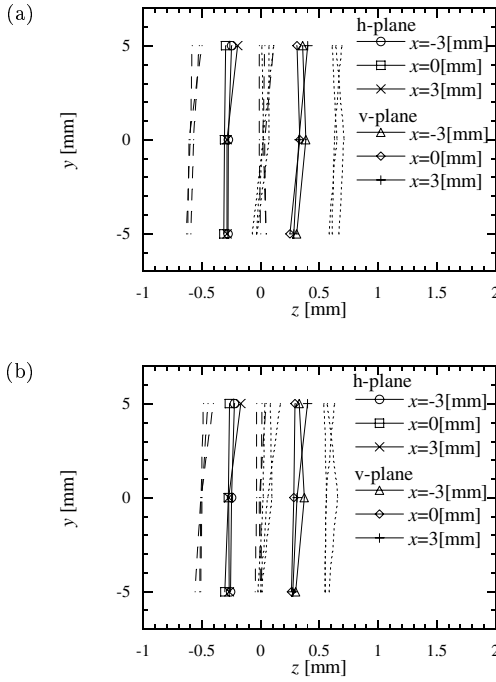 (a)
h-plane
x=-3[mm]
x=0[mm]
x=3[mm]
v-plane
x=-3[mm]
x=0[mm]
x=3[mm]
y [mm]
5
0
-5
-1 -0.5 0 0.5 1 1.5 2
z [mm]
(b)
h-plane
x=-3[mm]
x=0[mm]
x=3[mm]
v-plane
x=-3[mm]
x=0[mm]
x=3[mm]
y [mm]
5
0
-5
-1 -0.5 0 0.5 1 1.5 2
z [mm]